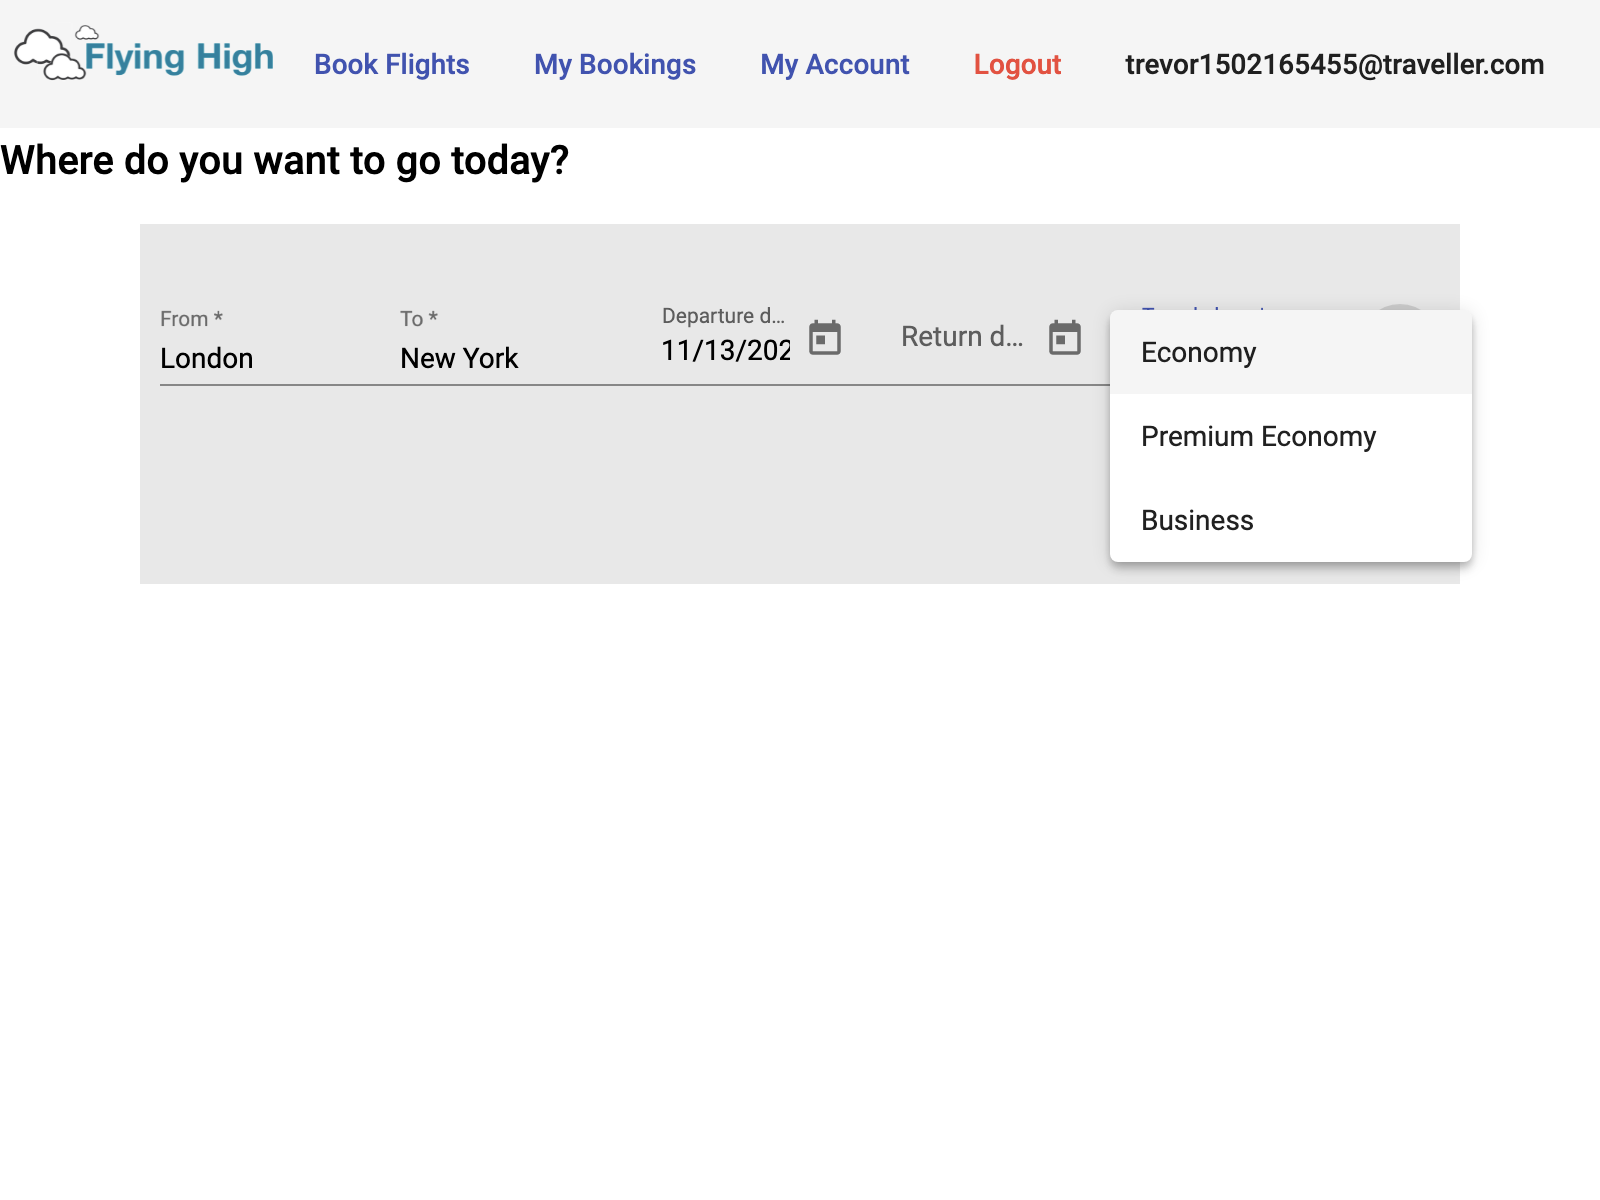 Flying High
Book Flights
My Bookings
My Account
Logout
trevor1502165455@traveller.com
Where do you want to go today?
From *
London
To *
New York
Departure d...
11/13/202
Return d...
Economy
Premium Economy
Business